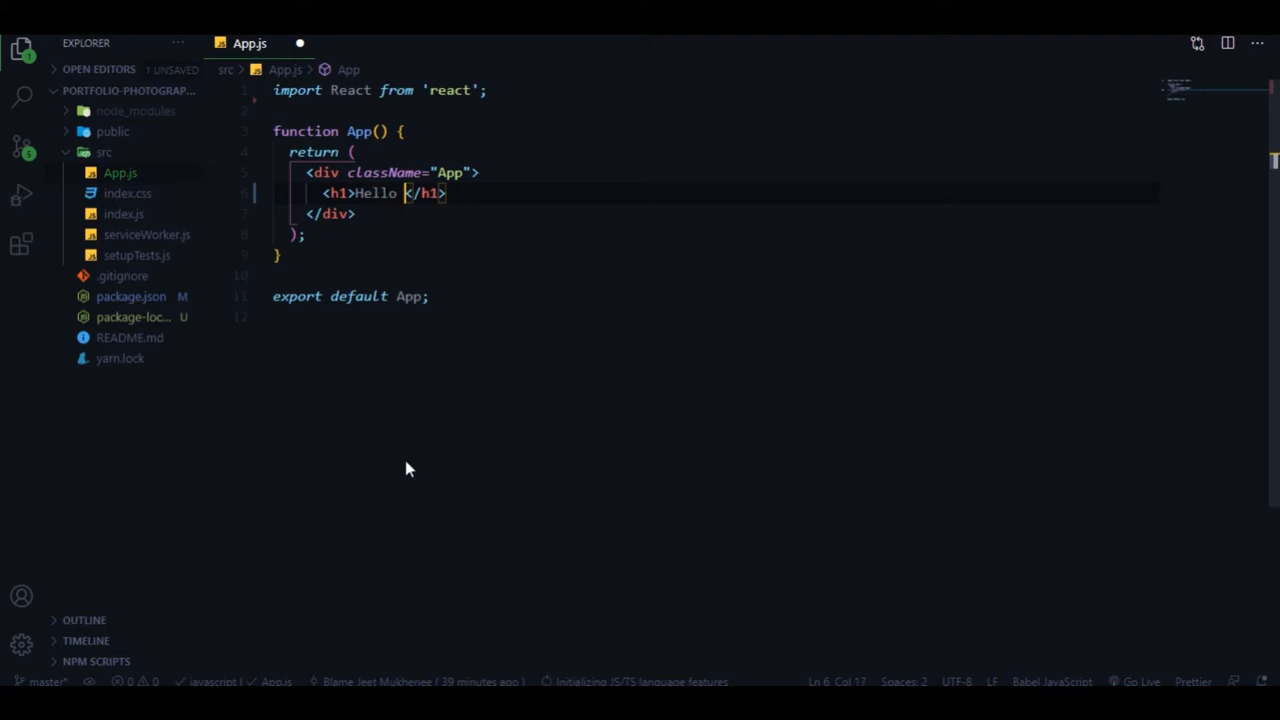 EXPLORER ···
App.js
···
OPEN EDITORS 1 UNSAVED
src > App.js > App
PORTFOLIO-PHOTOGRAP...
node_modules
public
src
App.js
index.css
index.js
serviceWorker.js
setupTests.js
.gitignore
package.json M
package-loc... U
README.md
yarn.lock
1 import React from 'react';
2
3 function App() {
4 return (
5 <div className="App">
6 <h1>Hello </h1>
7 </div>
8 );
9 }
10
11 export default App;
12
1
5
OUTLINE
TIMELINE
NPM SCRIPTS
master* 0 0 javascript | App.js Blame Jeet Mukherjee ( 39 minutes ago ) Initializing JS/TS language features Ln 6, Col 17 Spaces: 2 UTF-8 LF Babel JavaScript Go Live Prettier